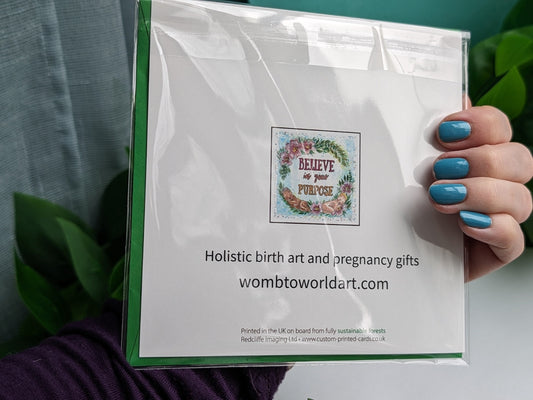 BELIEVE
in your
PURPOSE
Holistic birth art and pregnancy gifts
wombtoworldart.com
Printed in the UK on board from fully sustainable forests
Redcliffe Imaging Ltd • www.custom-printed-cards.co.uk